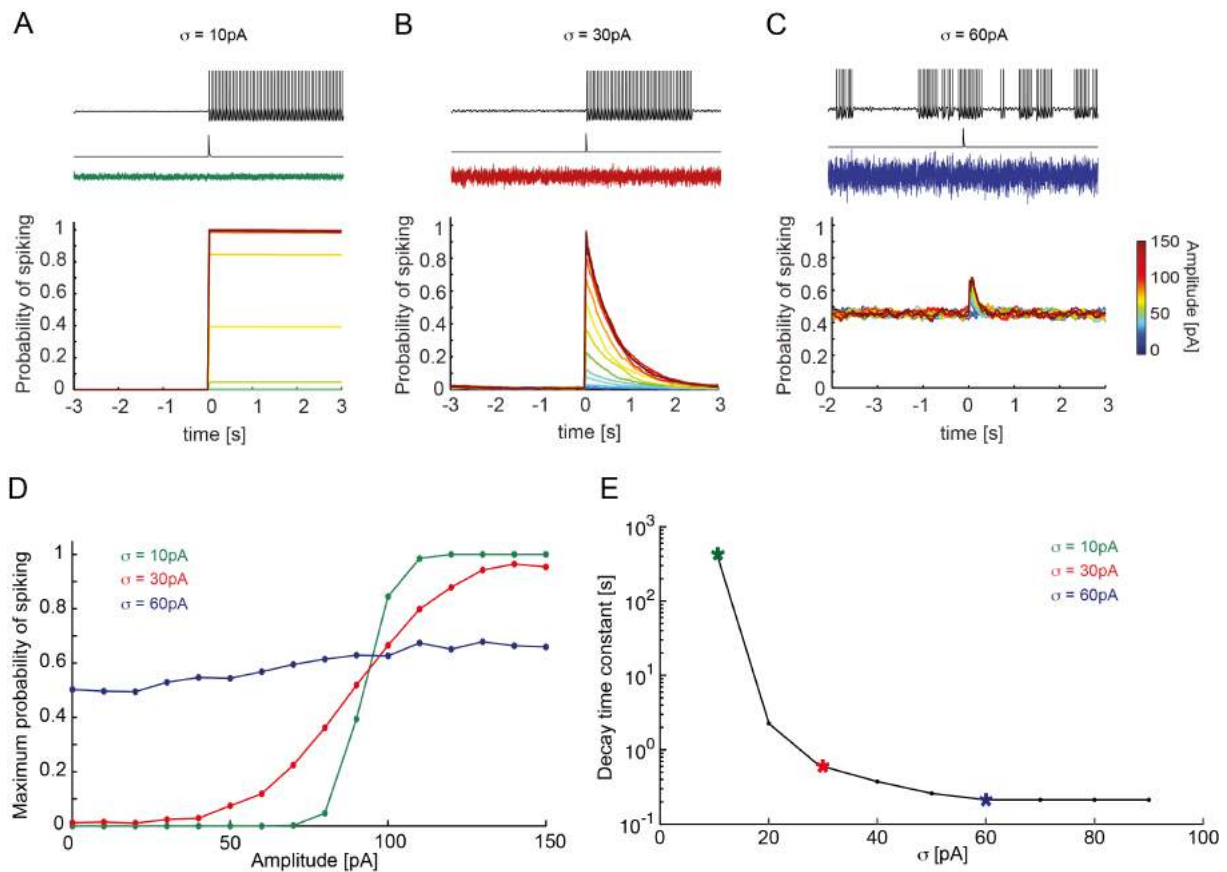 A
σ = 10pA
Probability of spiking
1
0.8
0.6
0.4
0.2
0
-3 -2 -1 0 1 2 3
time [s]
B
σ = 30pA
Probability of spiking
1
0.8
0.6
0.4
0.2
0
-3 -2 -1 0 1 2 3
time [s]
C
σ = 60pA
Probability of spiking
1
0.8
0.6
0.4
0.2
0
-2 -1 0 1 2 3
time [s]
150
100
50
0
Amplitude [pA]
D
σ = 10pA
σ = 30pA
σ = 60pA
Maximum probability of spiking
1
0.8
0.6
0.4
0.2
0
0 50 100 150
Amplitude [pA]
E
σ = 10pA
σ = 30pA
σ = 60pA
Decay time constant [s]
10³
10²
10¹
10⁰
10⁻¹
20 40 60 80 100
σ [pA]